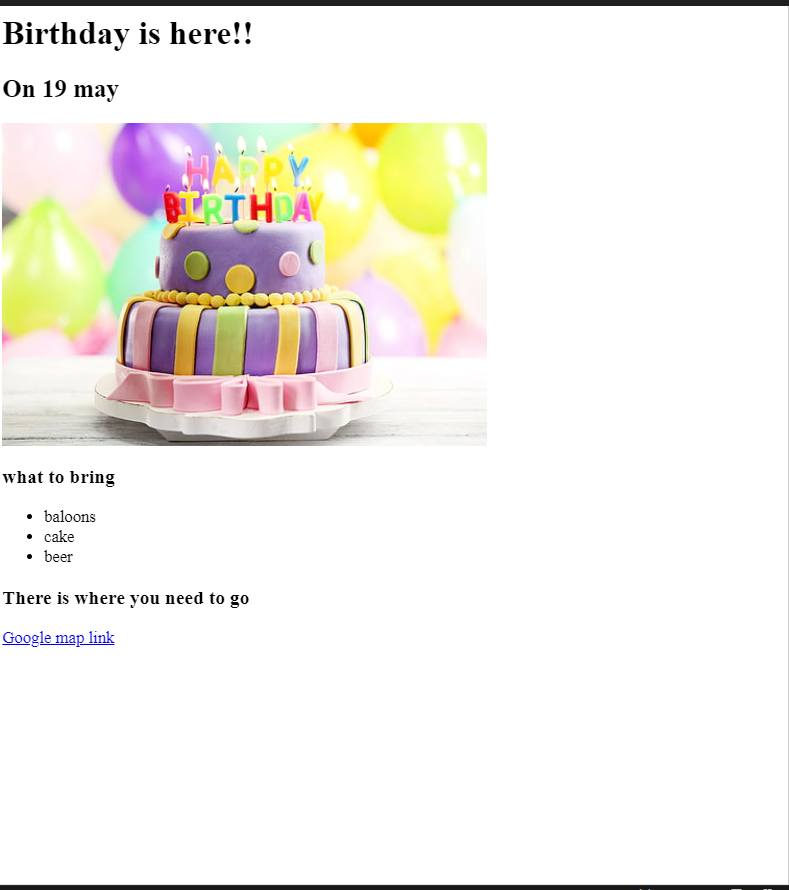 Birthday is here!!
On 19 may
HAPPY
BIRTHDAY
what to bring
baloons
cake
beer
There is where you need to go
Google map link